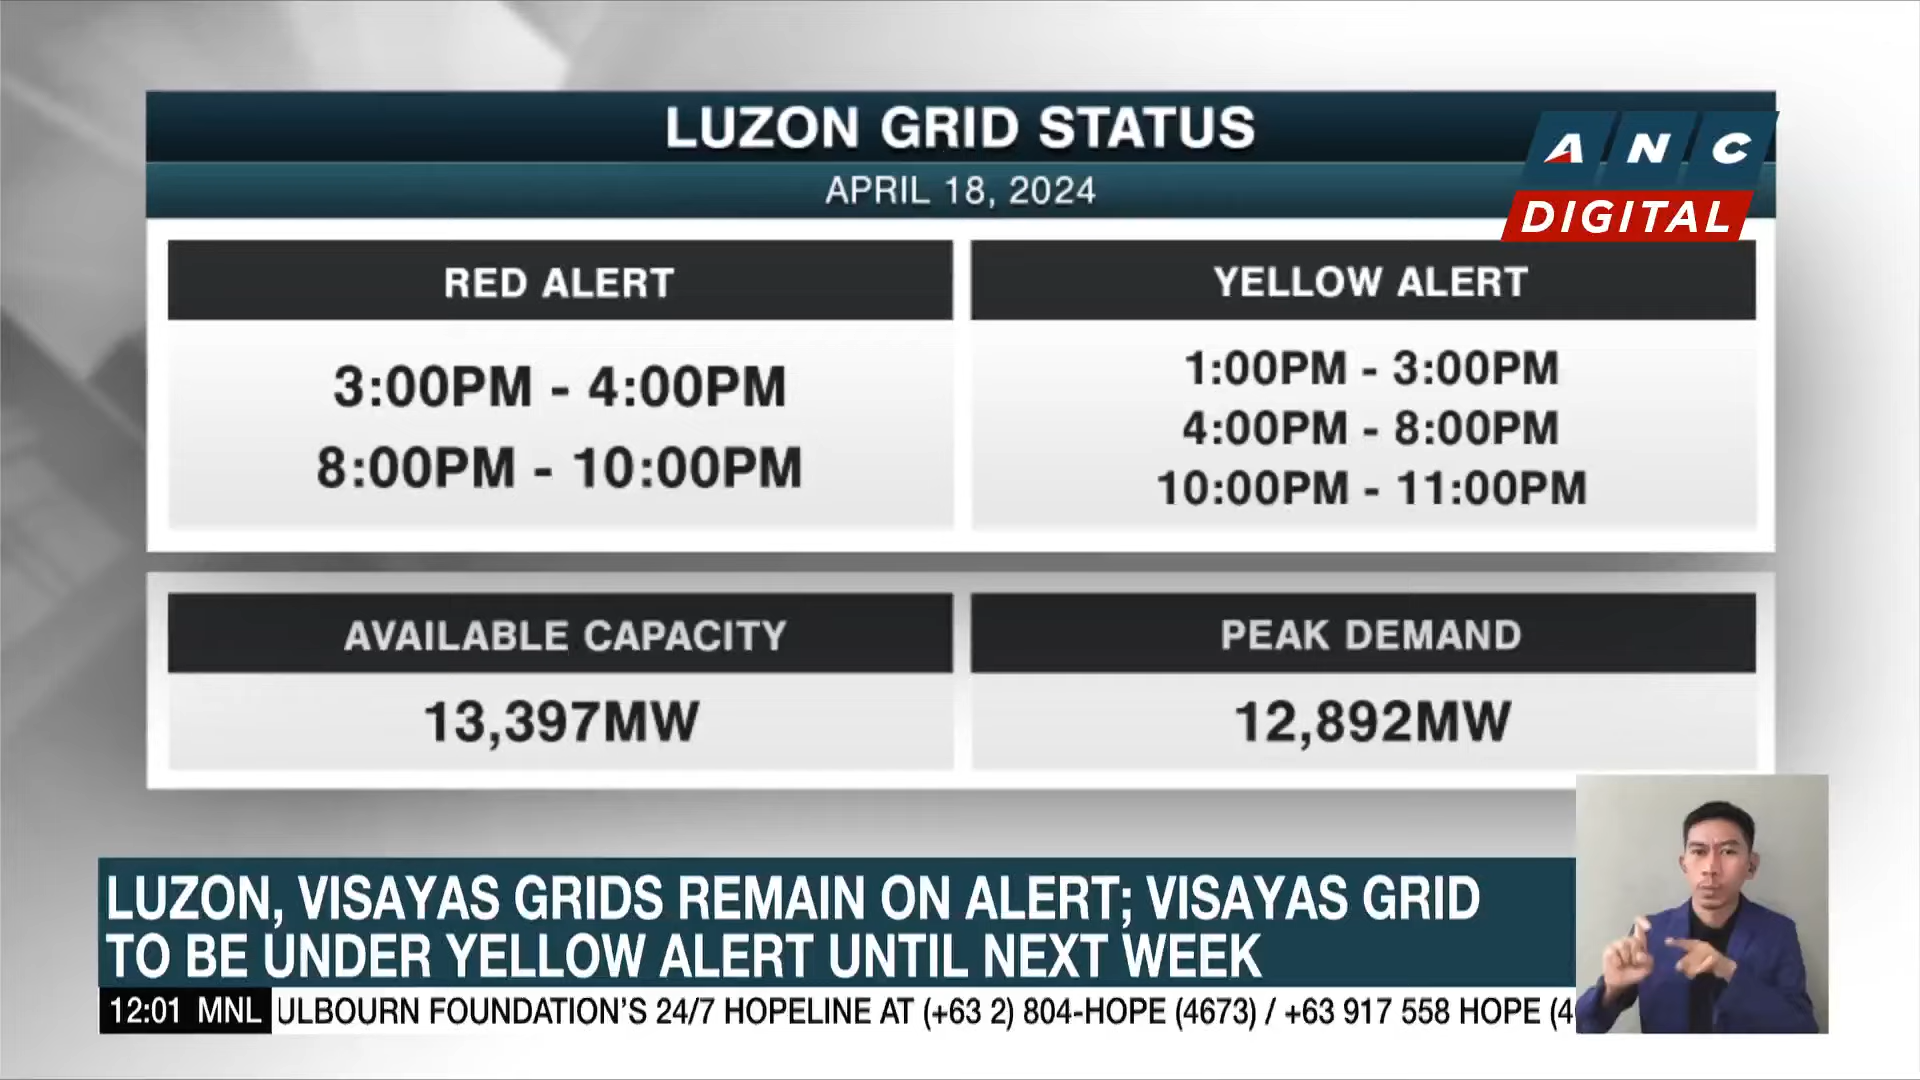 LUZON GRID STATUS
APRIL 18, 2024
ANC
DIGITAL
RED ALERT
3:00PM - 4:00PM
8:00PM - 10:00PM
YELLOW ALERT
1:00PM - 3:00PM
4:00PM - 8:00PM
10:00PM - 11:00PM
AVAILABLE CAPACITY
13,397MW
PEAK DEMAND
12,892MW
LUZON, VISAYAS GRIDS REMAIN ON ALERT; VISAYAS GRID
TO BE UNDER YELLOW ALERT UNTIL NEXT WEEK
12:01 MNL ULBOURN FOUNDATION'S 24/7 HOPELINE AT (+63 2) 804-HOPE (4673) / +63 917 558 HOPE (4